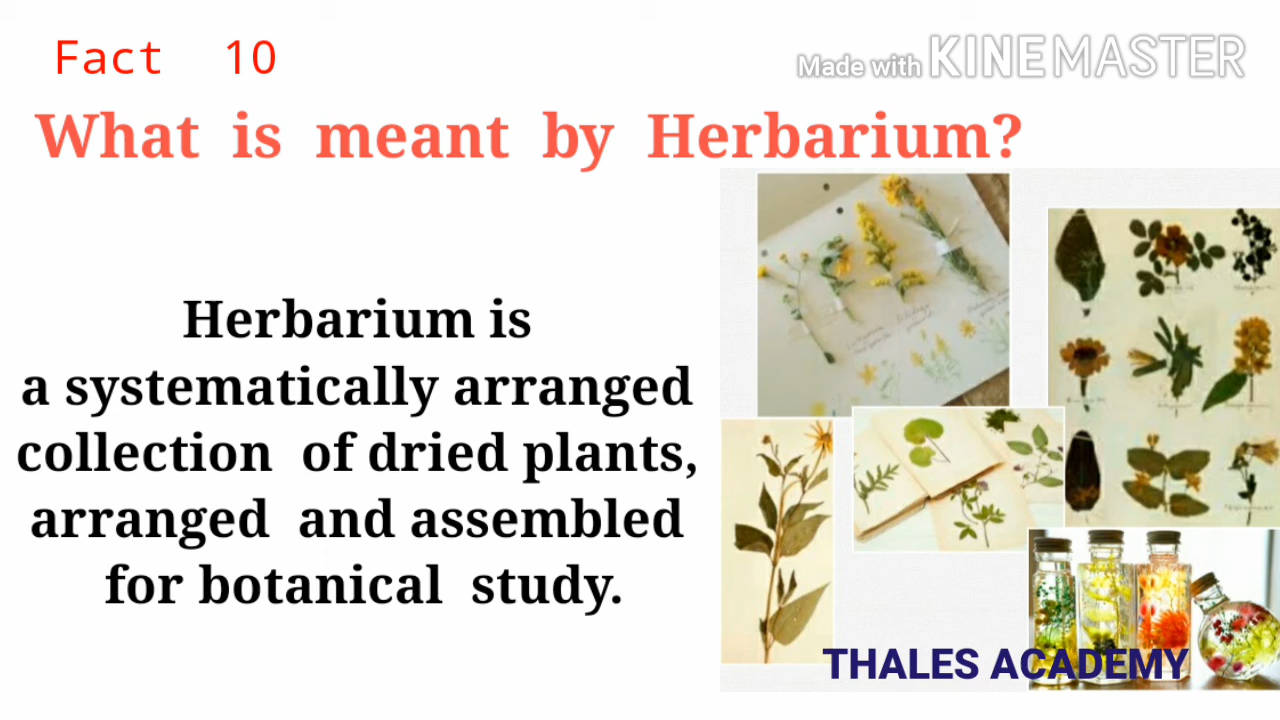 Fact 10
Made with KINEMASTER
What is meant by Herbarium?
Herbarium is
a systematically arranged
collection of dried plants,
arranged and assembled
for botanical study.
THALES ACADEMY